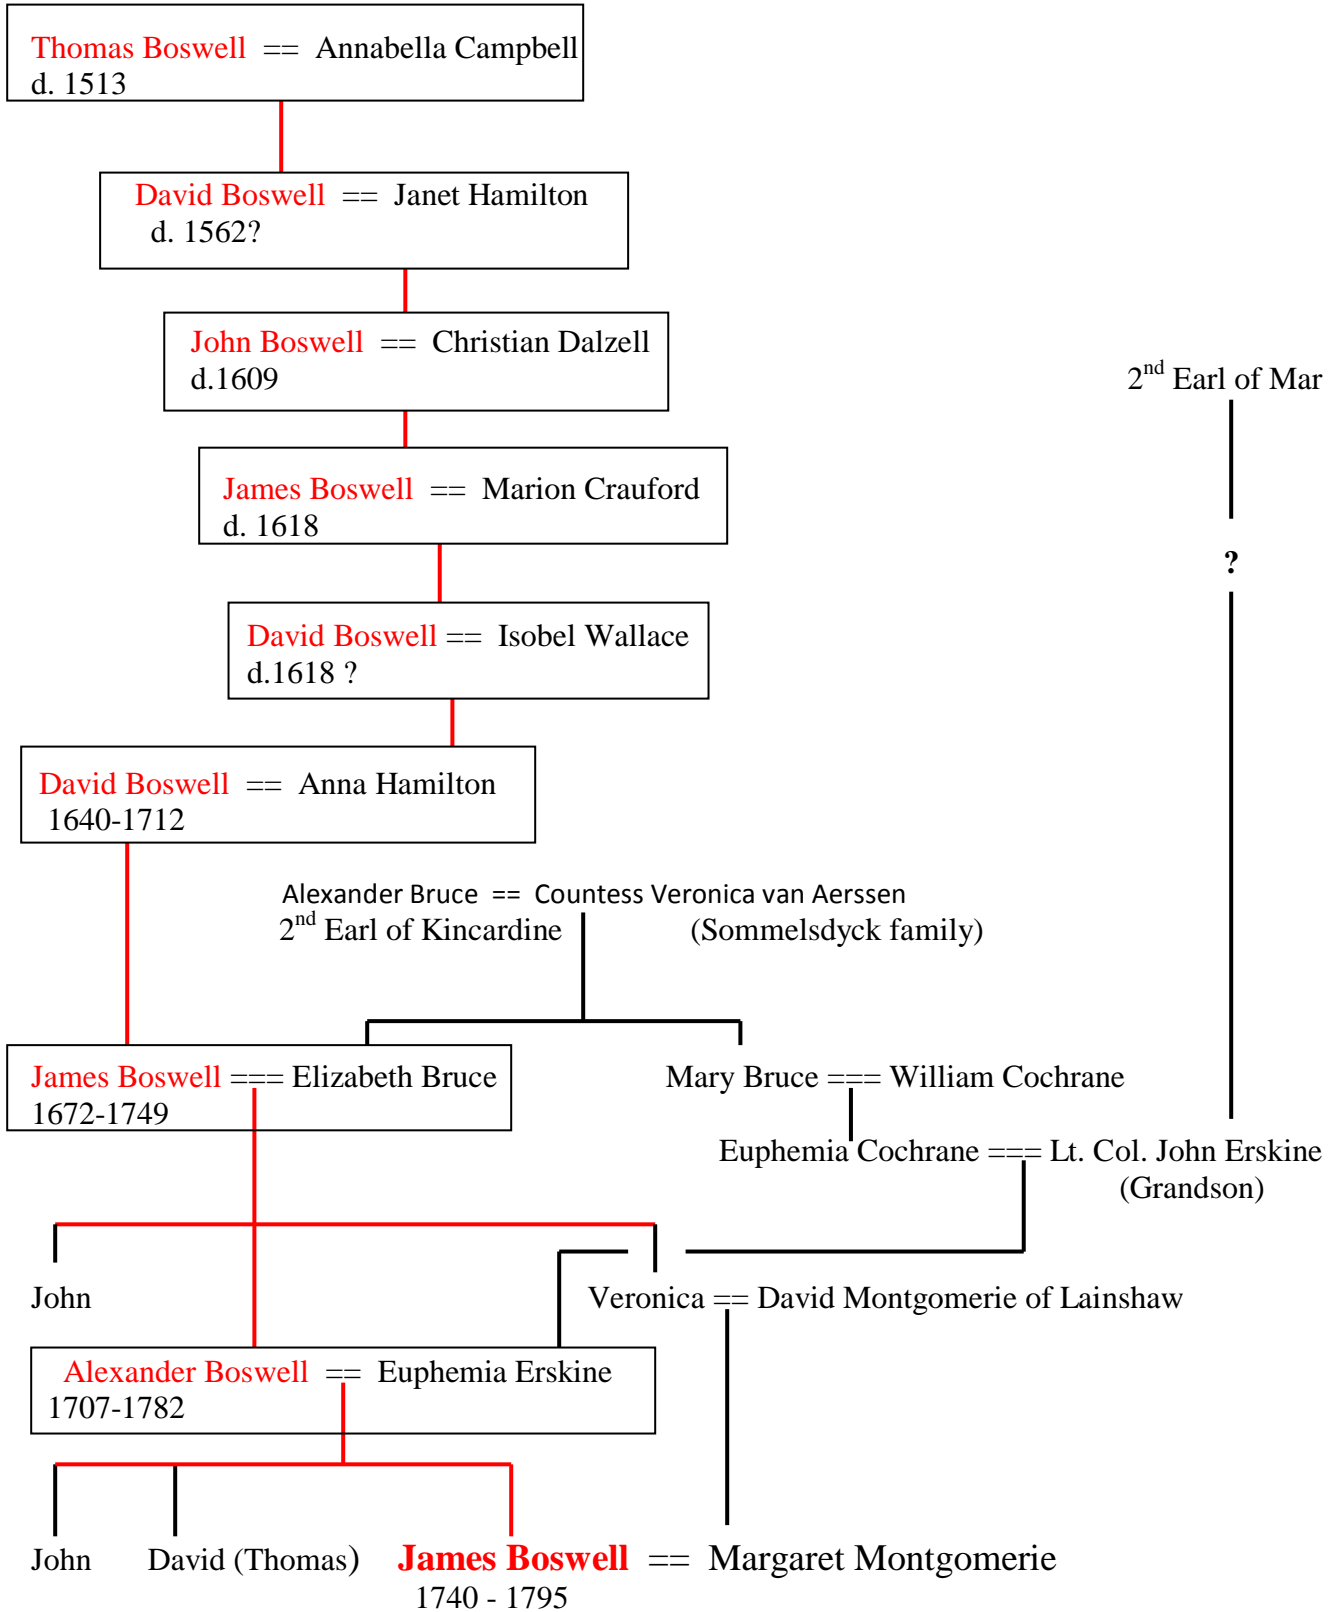 Thomas Boswell == Annabella Campbell
d. 1513
David Boswell == Janet Hamilton
d. 1562?
John Boswell == Christian Dalzell
d.1609
2nd Earl of Mar
James Boswell == Marion Crauford
d. 1618
?
David Boswell == Isobel Wallace
d.1618 ?
David Boswell == Anna Hamilton
1640-1712
Alexander Bruce == Countess Veronica van Aerssen
2nd Earl of Kincardine (Sommelsdyck family)
James Boswell === Elizabeth Bruce
1672-1749
Mary Bruce === William Cochrane
Euphemia Cochrane === Lt. Col. John Erskine
(Grandson)
John
Veronica == David Montgomerie of Lainshaw
Alexander Boswell == Euphemia Erskine
1707-1782
John David (Thomas) James Boswell == Margaret Montgomerie
1740 - 1795